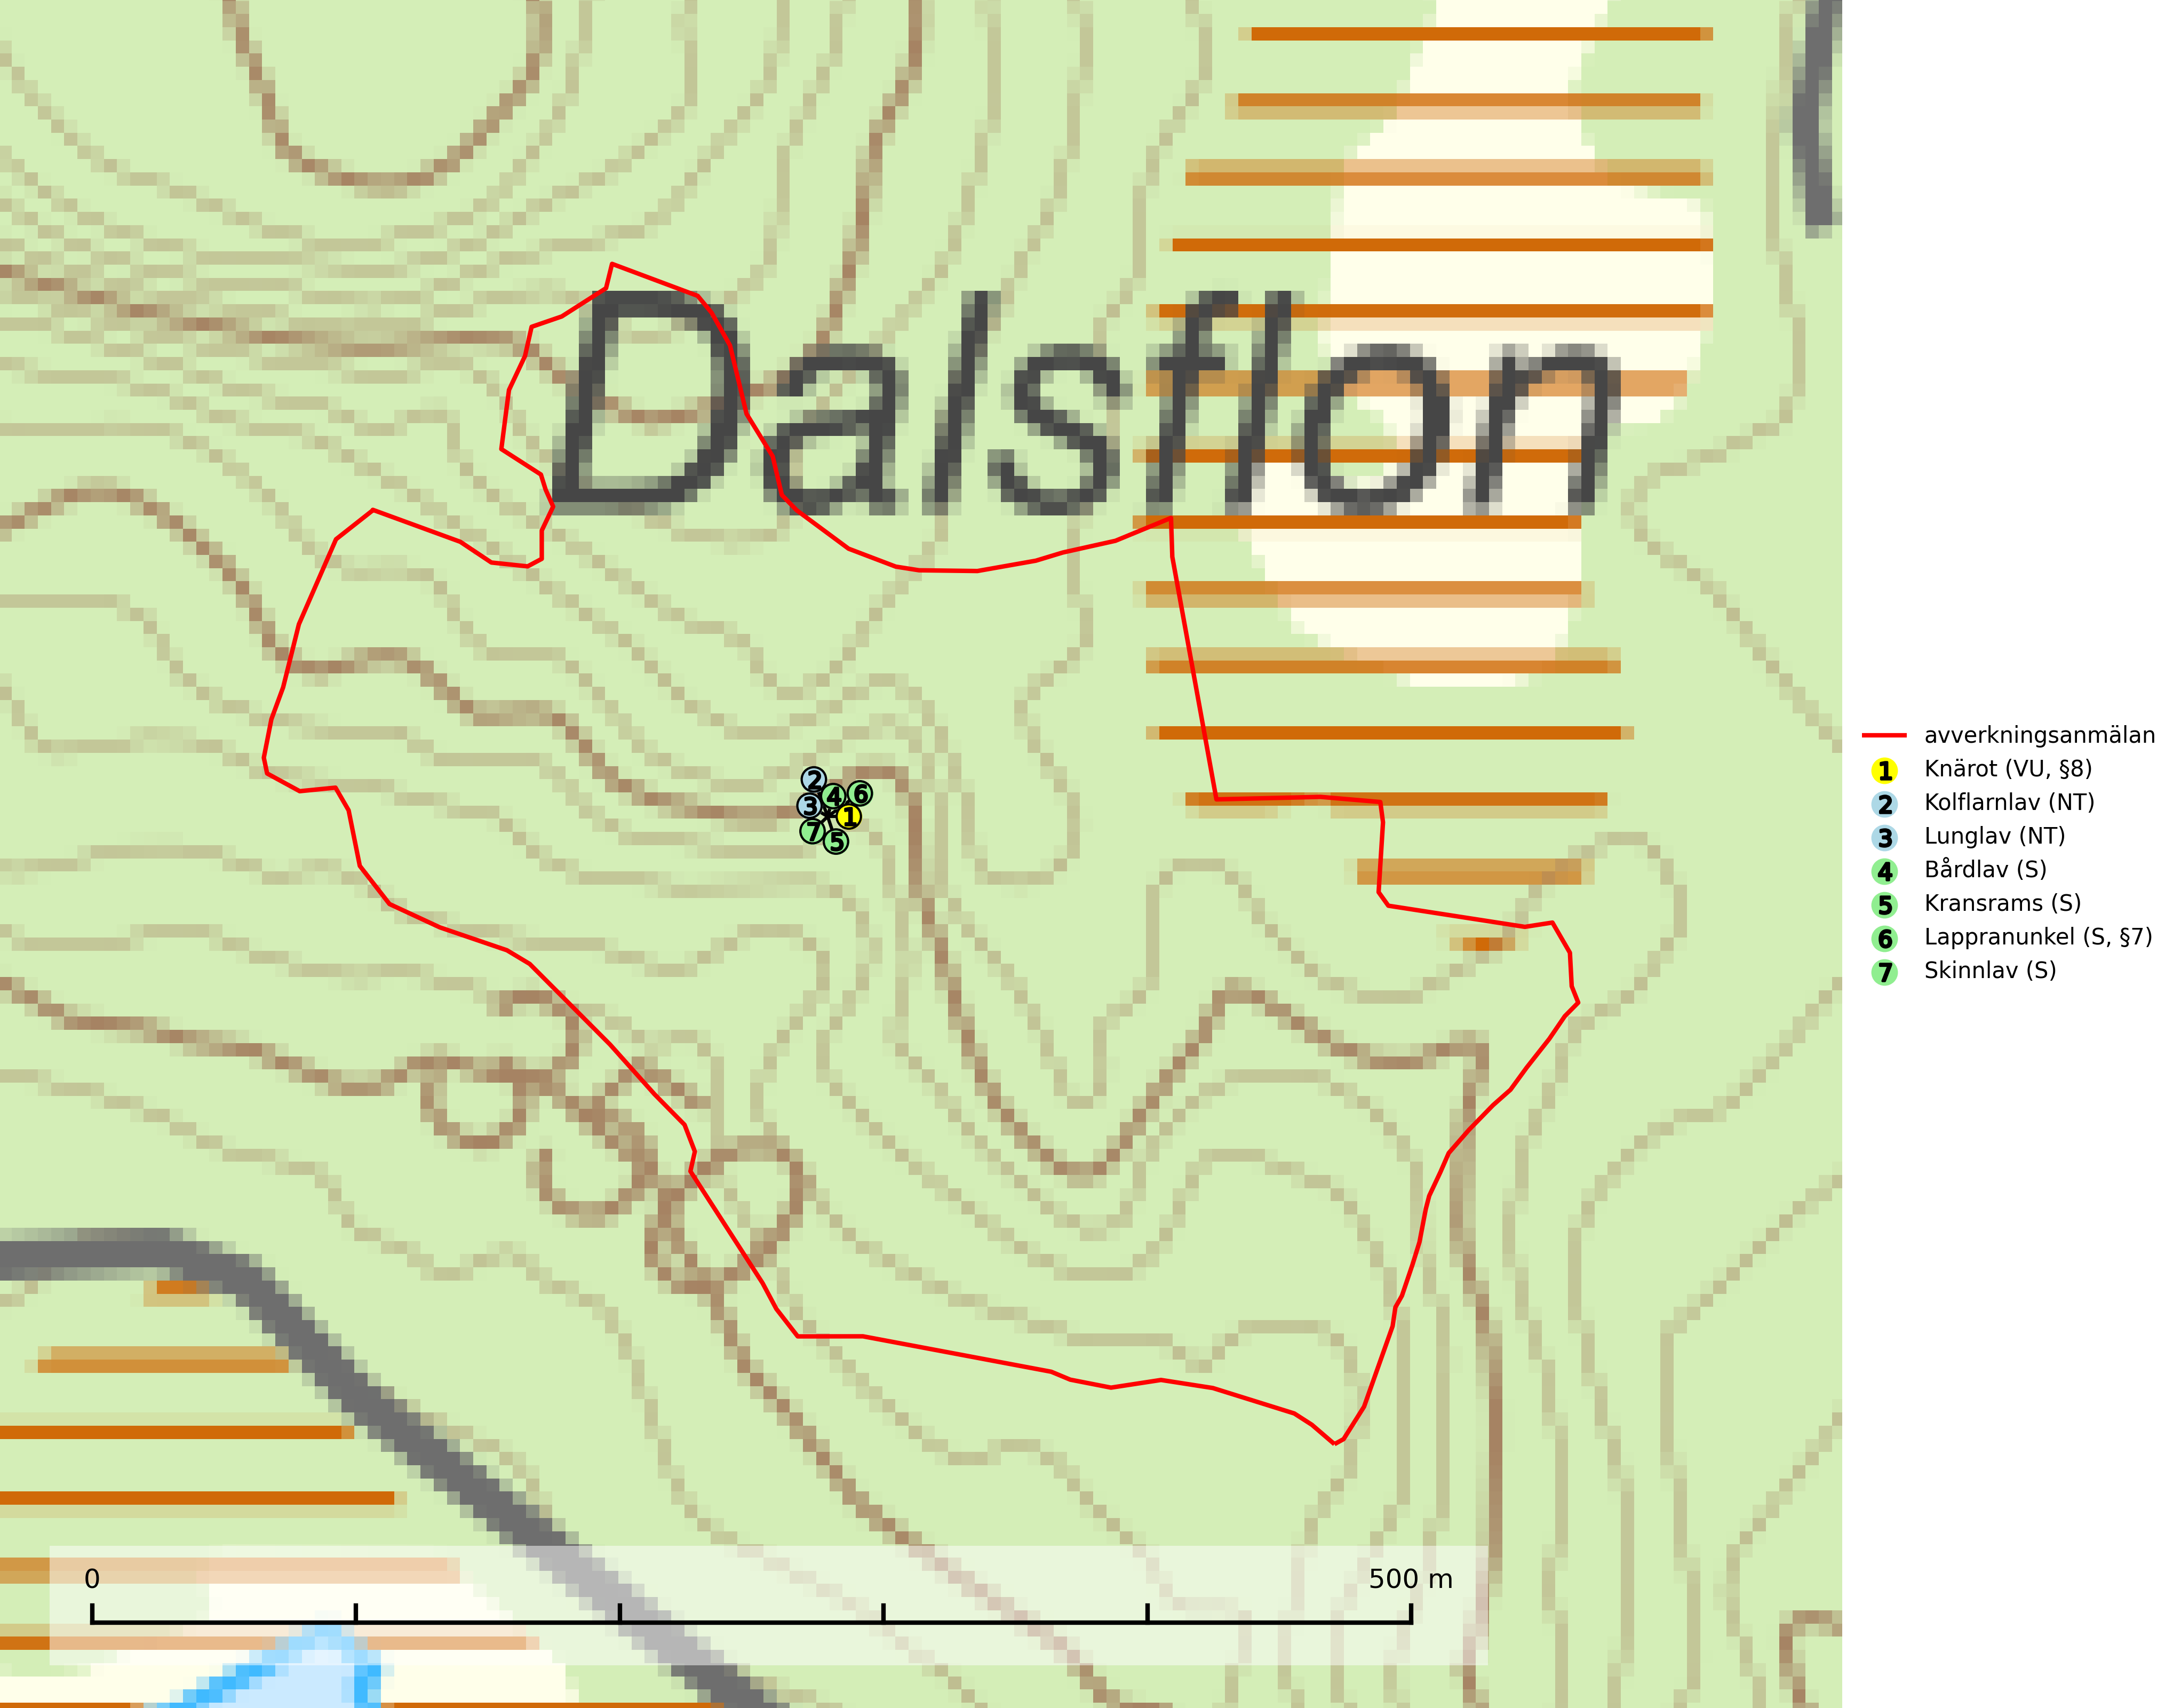 Dalsflon
2
3
4
6
1
7
5
avverkningsanmälan
1 Knärot (VU, §8)
2 Kolflarnlav (NT)
3 Lunglav (NT)
4 Bårdlav (S)
5 Kransrams (S)
6 Lappranunkel (S, §7)
7 Skinnlav (S)
0 500 m